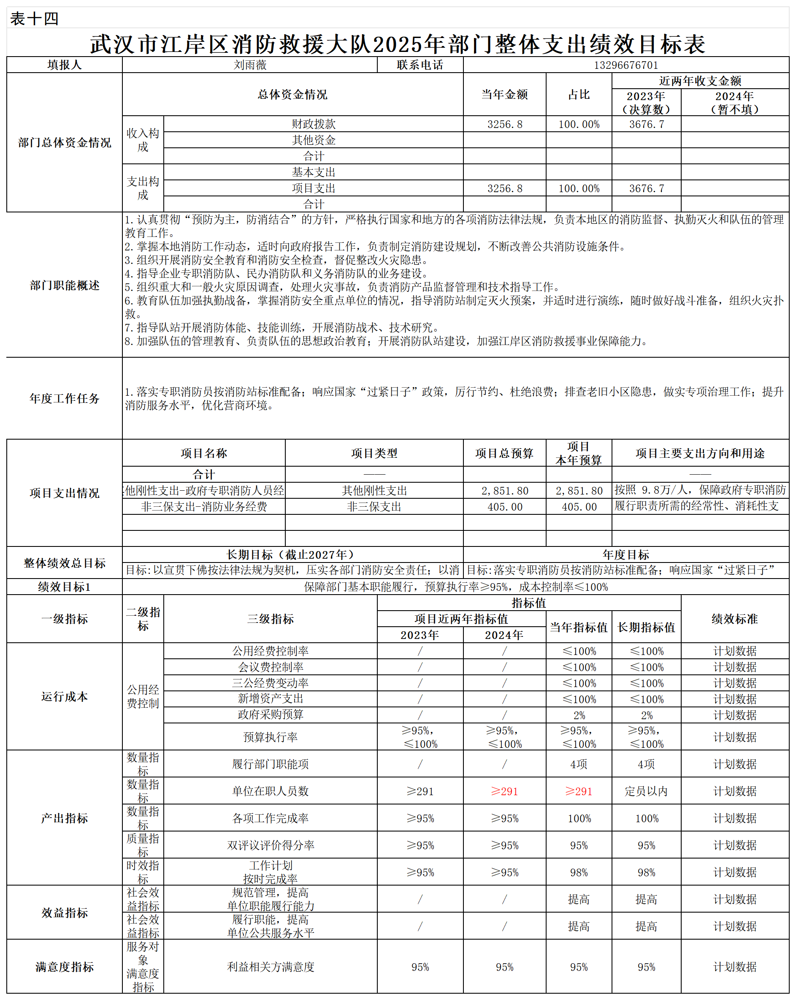 表十四
武汉市江岸区消防救援大队2025年部门整体支出绩效目标表
填报人 刘雨薇 联系电话 13296676701
部门总体资金情况 总体资金情况 当年金额 占比 近两年收支金额
2023年
（决算数） 2024年
（暂不填）
收入构
成 财政拨款 3256.8 100.00% 3676.7
其他资金
合计
支出构
成 基本支出
项目支出 3256.8 100.00% 3676.7
合计
部门职能概述
1.认真贯彻“预防为主，防消结合”的方针，严格执行国家和地方的各项消防法律法规，负责本地区的消防监督、执勤灭火和队伍的管理
教育工作。
2.掌握本地消防工作动态，适时向政府报告工作，负责制定消防建设规划，不断改善公共消防设施条件。
3.组织开展消防安全教育和消防安全检查，督促整改火灾隐患。
4.指导企业专职消防队、民办消防队和义务消防队的业务建设。
5.组织重大和一般火灾原因调查，处理火灾事故，负责消防产品监督管理和技术指导工作。
6.教育队伍加强执勤战备，掌握消防安全重点单位的情况，指导消防站制定灭火预案，并适时进行演练，随时做好战斗准备，组织火灾扑
救。
7.指导队站开展消防体能、技能训练，开展消防战术、技术研究。
8.加强队伍的管理教育、负责队伍的思想政治教育；开展消防队站建设，加强江岸区消防救援事业保障能力。
年度工作任务
1.落实专职消防员按消防站标准配备；响应国家“过紧日子”政策，厉行节约、杜绝浪费；排查老旧小区隐患，做实专项治理工作；提升
消防服务水平，优化营商环境。
项目支出情况 项目名称 项目类型 项目总预算 项目
本年预算 项目主要支出方向和用途
合计 —— ——
他刚性支出-政府专职消防人员经 其他刚性支出 2,851.80 2,851.80 按照 9.8万/人，保障政府专职消防
非三保支出-消防业务经费 非三保支出 405.00 405.00 履行职责所需的经常性、消耗性支
整体绩效总目标 长期目标（截止2027年） 年度目标
目标:以宣贯下佛按法律法规为契机，压实各部门消防安全责任；以消 目标:落实专职消防员按消防站标准配备；响应国家“过紧日子”
绩效目标1 保障部门基本职能履行，预算执行率≥95%，成本控制率≤100%
一级指标 二级指
标 三级指标 指标值 绩效标准
项目近两年指标值 当年指标值 长期指标值
2023年 2024年
运行成本 公用经
费控制 公用经费控制率 / / ≤100% ≤100% 计划数据
会议费控制率 / / ≤100% ≤100% 计划数据
三公经费变动率 / / ≤100% ≤100% 计划数据
新增资产支出 / / ≤100% ≤100% 计划数据
政府采购预算 / / 2% 2% 计划数据
预算执行率 ≥95%，
≤100% ≥95%，
≤100% ≥95%，
≤100% ≥95%，
≤100% 计划数据
产出指标 数量指
标 履行部门职能项 / / 4项 4项 计划数据
数量指
标 单位在职人员数 ≥291 ≥291 ≥291 定员以内 计划数据
数量指
标 各项工作完成率 ≥95% ≥95% 100% 100% 计划数据
质量指
标 双评议评价得分率 ≥95% ≥95% 95% 95% 计划数据
时效指
标 工作计划
按时完成率 ≥95% ≥95% 98% 98% 计划数据
效益指标 社会效
益指标 规范管理，提高
单位职能履行能力 / / 提高 提高 计划数据
社会效
益指标 履行职能，提高
单位公共服务水平 / / 提高 提高 计划数据
满意度指标 服务对
象
满意度
指标 利益相关方满意度 95% 95% 95% 95% 计划数据